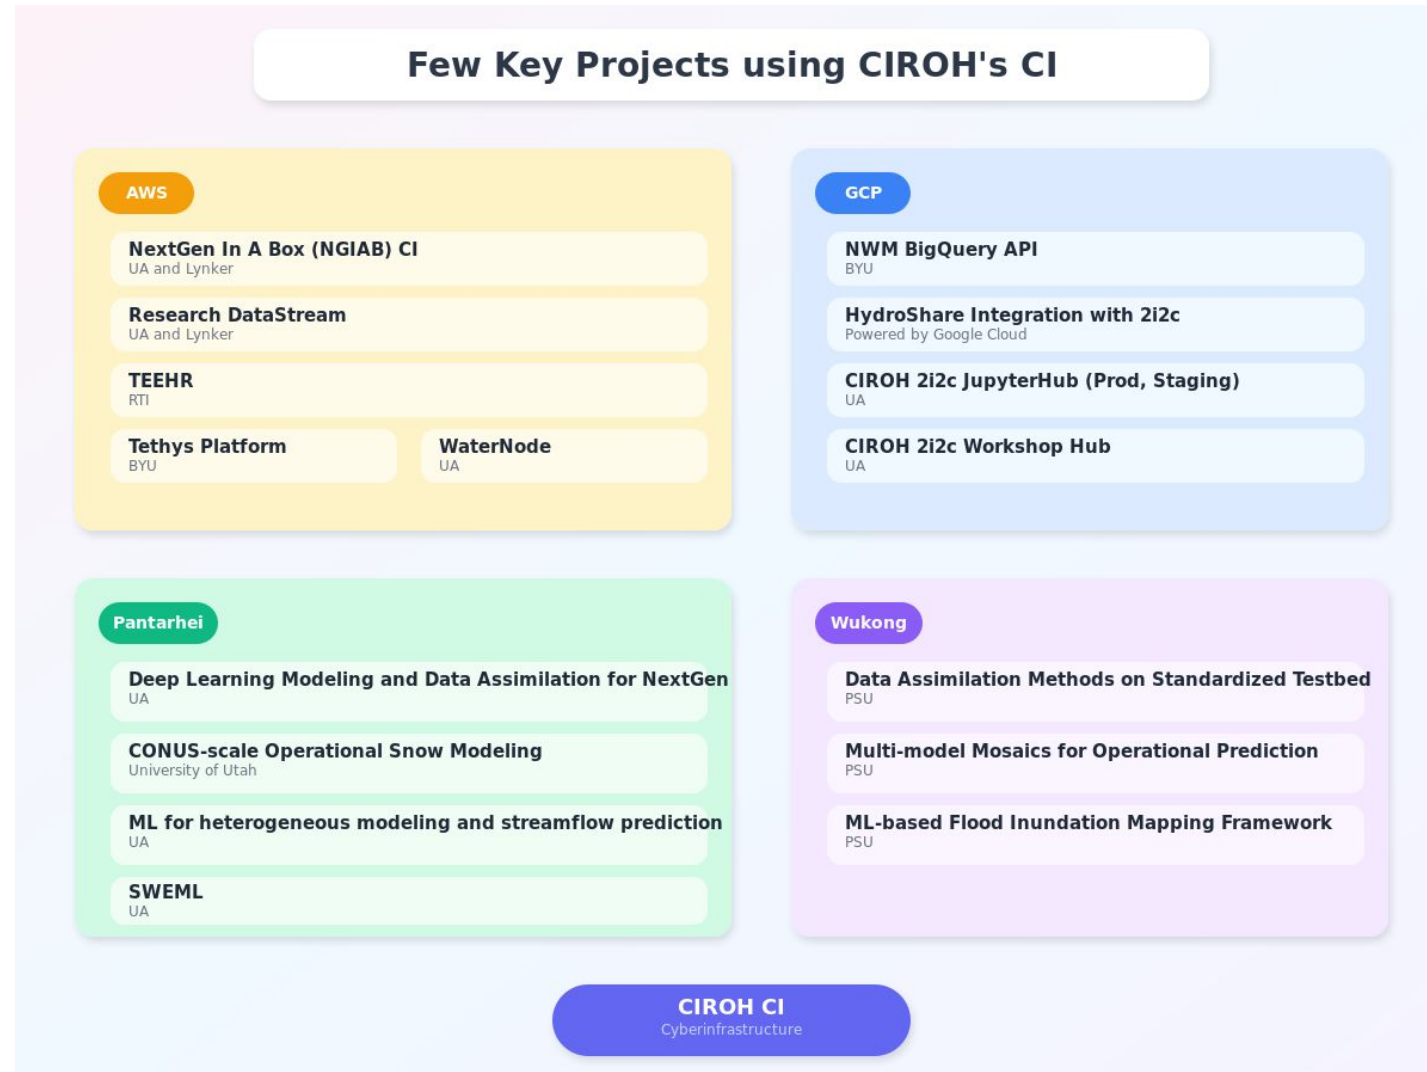 Few Key Projects using CIROH's CI
AWS
NextGen In A Box (NGIAB) CI
UA and Lynker
Research DataStream
UA and Lynker
TEEHR
RTI
Tethys Platform
BYU
WaterNode
UA
GCP
NWM BigQuery API
BYU
HydroShare Integration with 2i2c
Powered by Google Cloud
CIROH 2i2c JupyterHub (Prod, Staging)
UA
CIROH 2i2c Workshop Hub
UA
Pantarhei
Deep Learning Modeling and Data Assimilation for NextGen
UA
CONUS-scale Operational Snow Modeling
University of Utah
ML for heterogeneous modeling and streamflow prediction
UA
SWEML
UA
Wukong
Data Assimilation Methods on Standardized Testbed
PSU
Multi-model Mosaics for Operational Prediction
PSU
ML-based Flood Inundation Mapping Framework
PSU
CIROH CI
Cyberinfrastructure